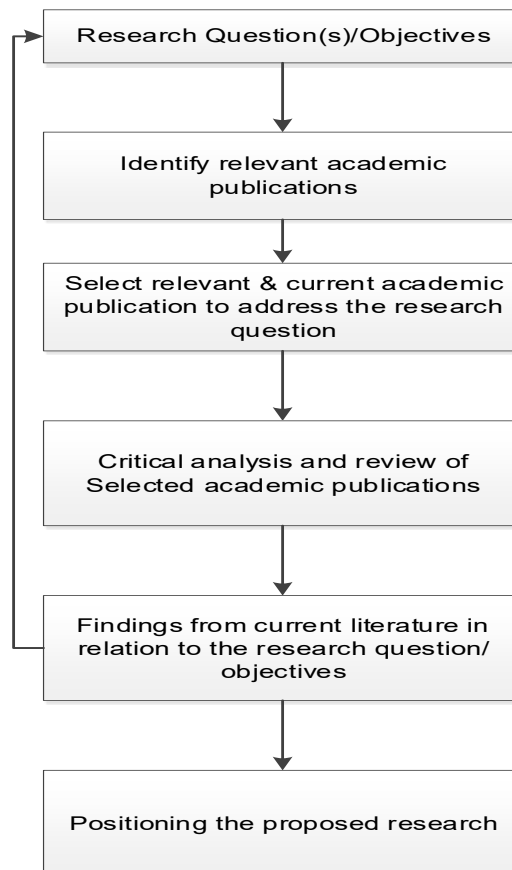 Research Question(s)/Objectives
Identify relevant academic
publications
Select relevant & current academic
publication to address the research
question
Critical analysis and review of
Selected academic publications
Findings from current literature in
relation to the research question/
objectives
Positioning the proposed research